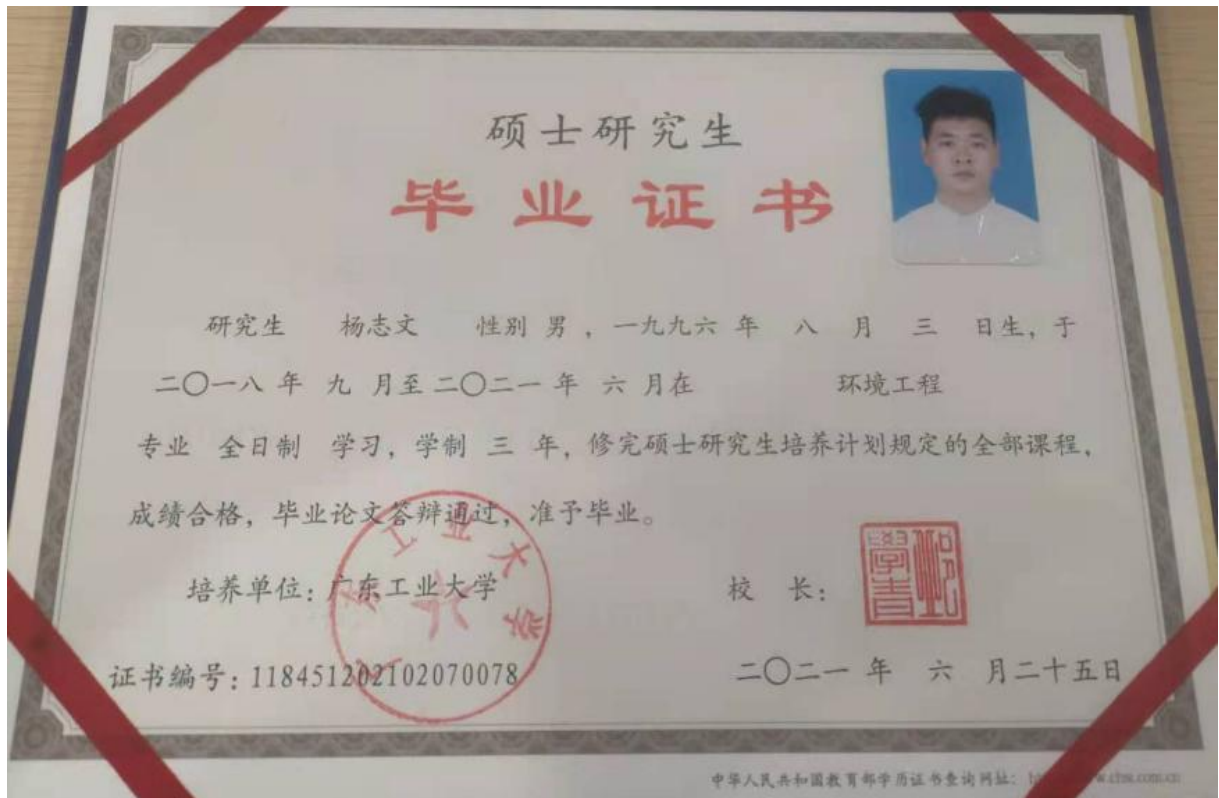 硕士研究生
毕业证书
研究生 杨志文 性别 男，一九九六 年 八 月 三 日生，于
二〇一八 年 九 月至 二〇二一 年 六 月在 环境工程
专业 全日制 学习，学制 三 年，修完硕士研究生培养计划规定的全部课程，
成绩合格，毕业论文答辩通过，准予毕业。
培养单位：广东工业大学
校 长：
工业大学
证书编号：118451202102070078
二〇二一 年 六 月二十五日
中华人民共和国教育部学历证书查询网址：